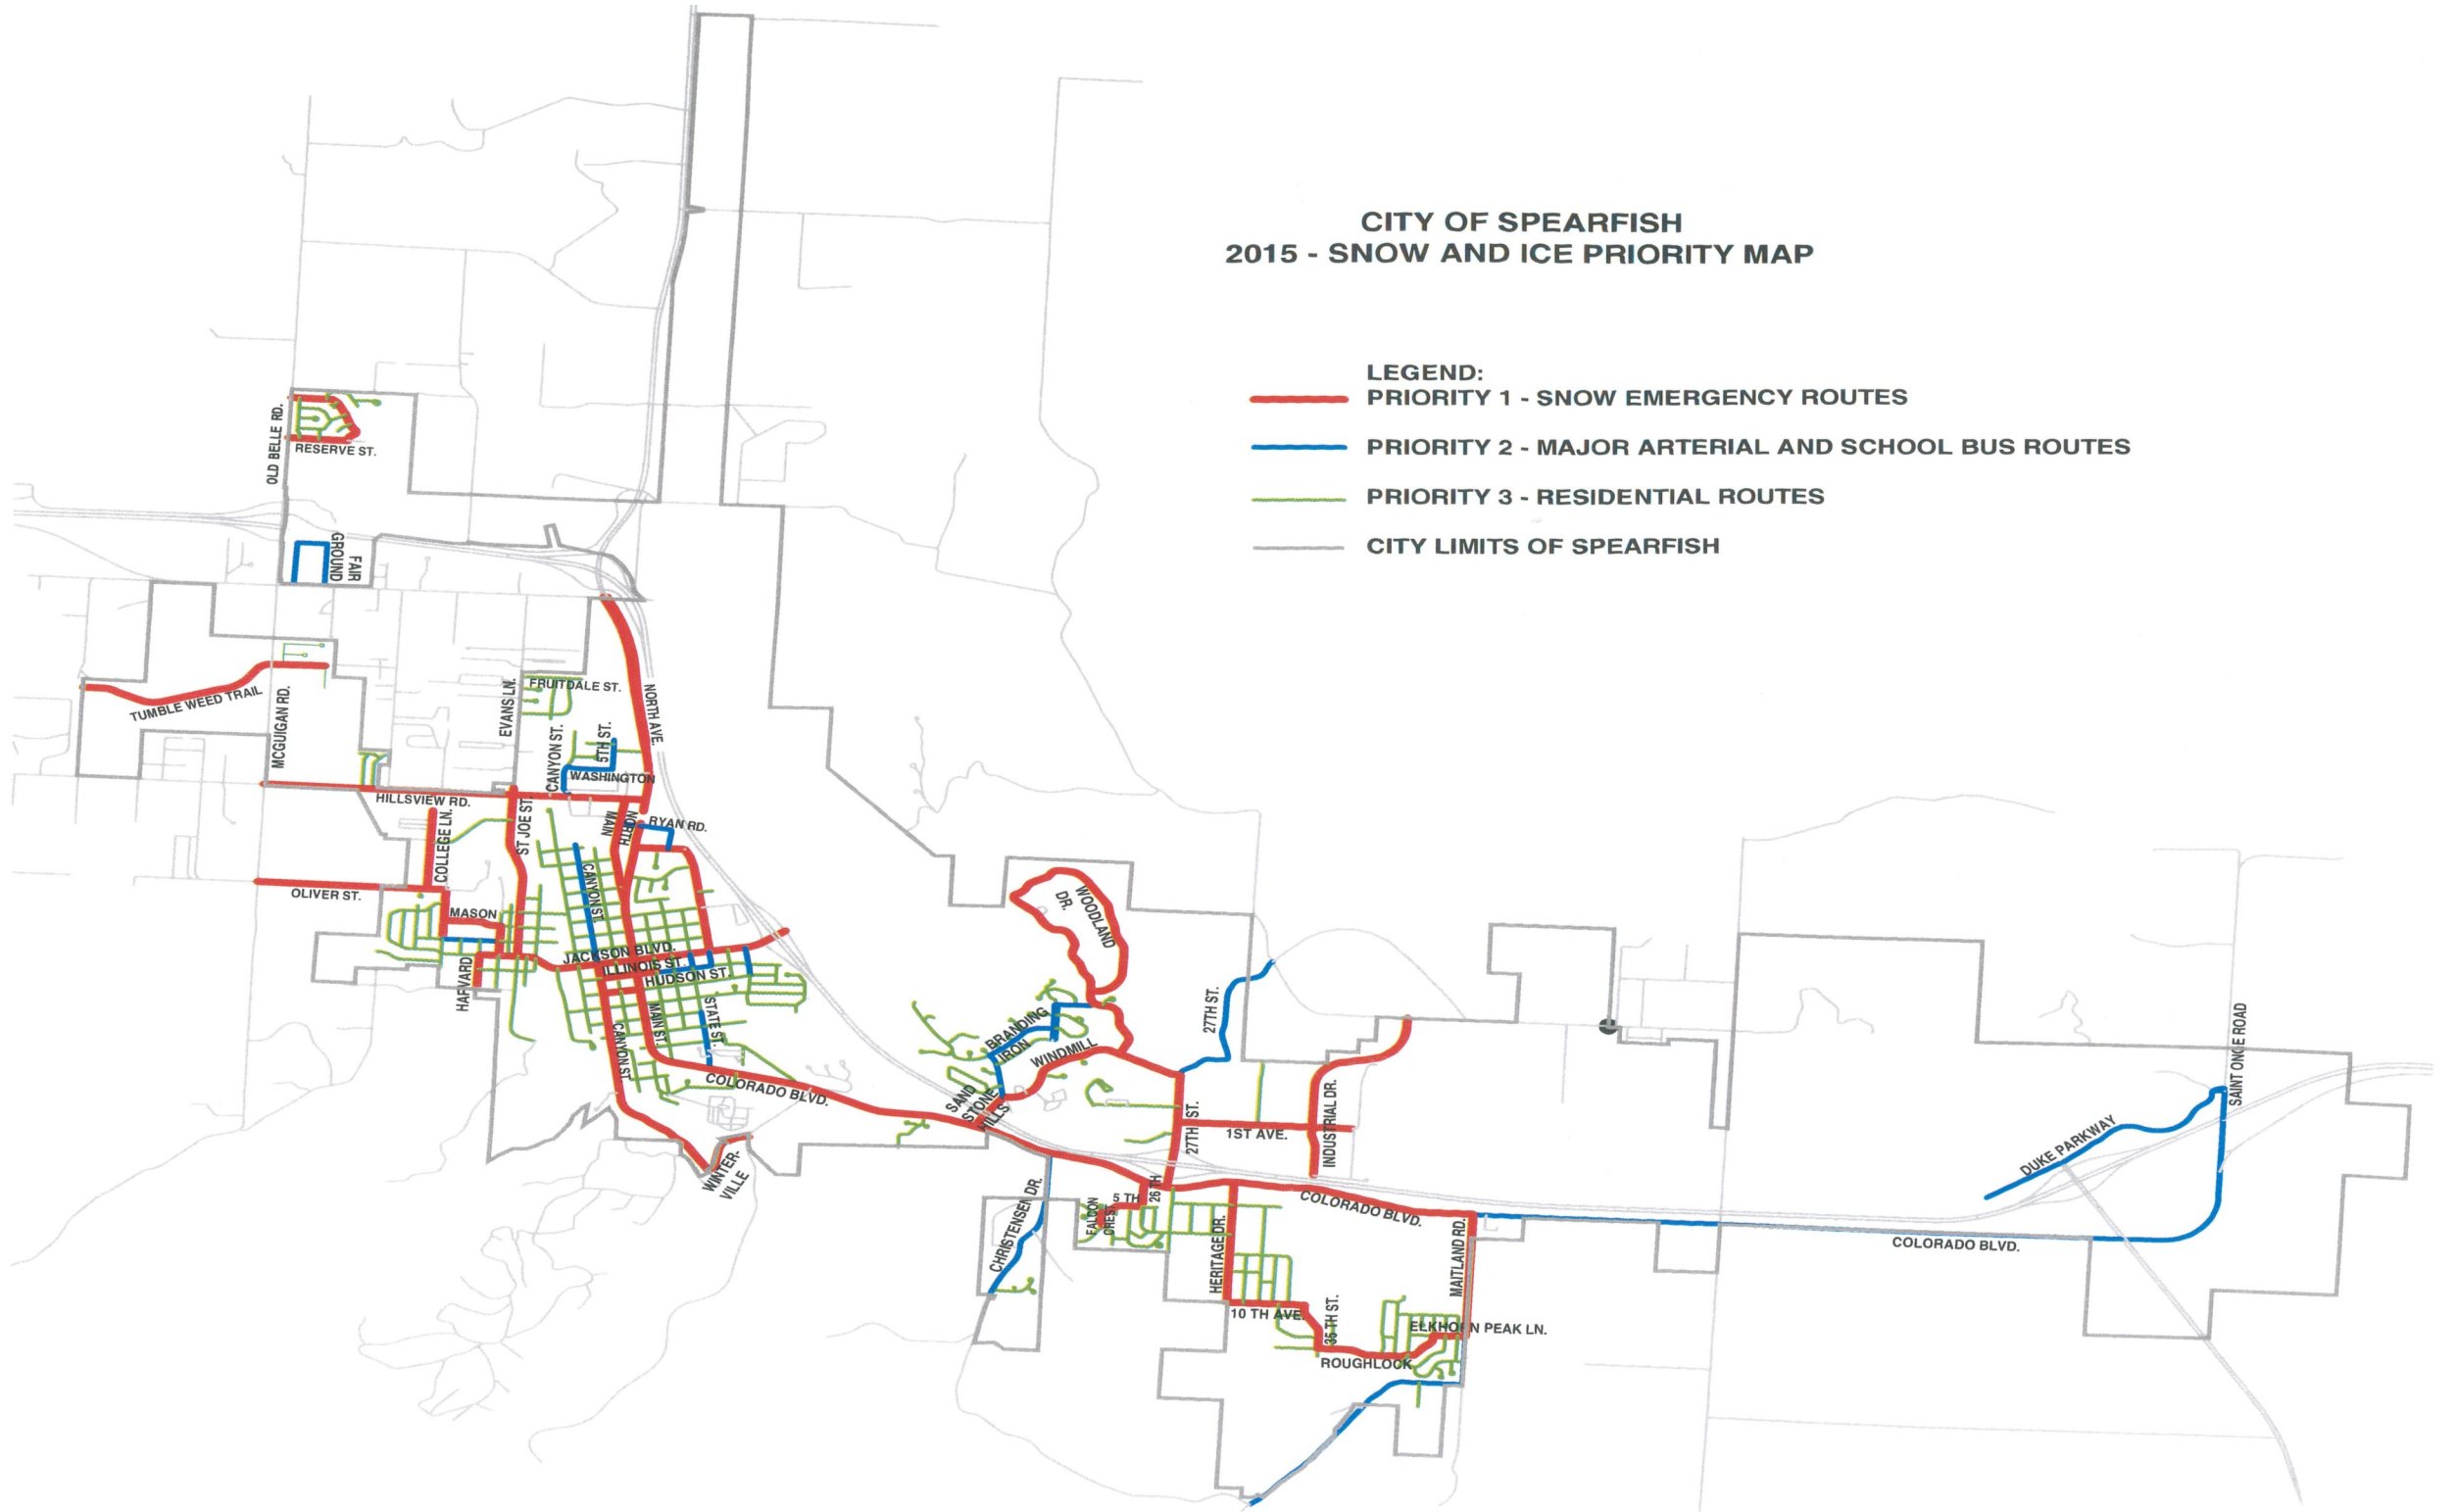 CITY OF SPEARFISH
2015 - SNOW AND ICE PRIORITY MAP
LEGEND:
PRIORITY 1 - SNOW EMERGENCY ROUTES
PRIORITY 2 - MAJOR ARTERIAL AND SCHOOL BUS ROUTES
PRIORITY 3 - RESIDENTIAL ROUTES
CITY LIMITS OF SPEARFISH
OLD BELLE RD.
RESERVE ST.
FAIR
GROUND
TUMBLE WEED TRAIL
MCGUIGAN RD.
EVANS LN.
FRUITDALE ST.
NORTH AVE.
CANYON ST.
5TH ST.
WASHINGTON
HILLSVIEW RD.
COLLEGE LN.
ST JOE ST.
NORTH
MAIN
RYAN RD.
OLIVER ST.
MASON
CANYON ST.
HARVARD
JACKSON BLVD.
ILLINOIS ST.
HUDSON ST.
MAIN ST.
STATE ST.
CANYON ST.
COLORADO BLVD.
WINTER-
VILLE
WOODLAND
DR.
BRANDING
IRON
WINDMILL
SAND
STONE
HILLS
27TH ST.
27TH ST.
1ST AVE.
INDUSTRIAL DR.
CHRISTENSEN DR.
5 TH
26 TH
CREST
HERITAGE DR.
COLORADO BLVD.
MAITLAND RD.
10 TH AVE.
35 TH ST.
ELKHORN PEAK LN.
ROUGHLOCK
DUKE PARKWAY
SAINT ONGE ROAD
COLORADO BLVD.